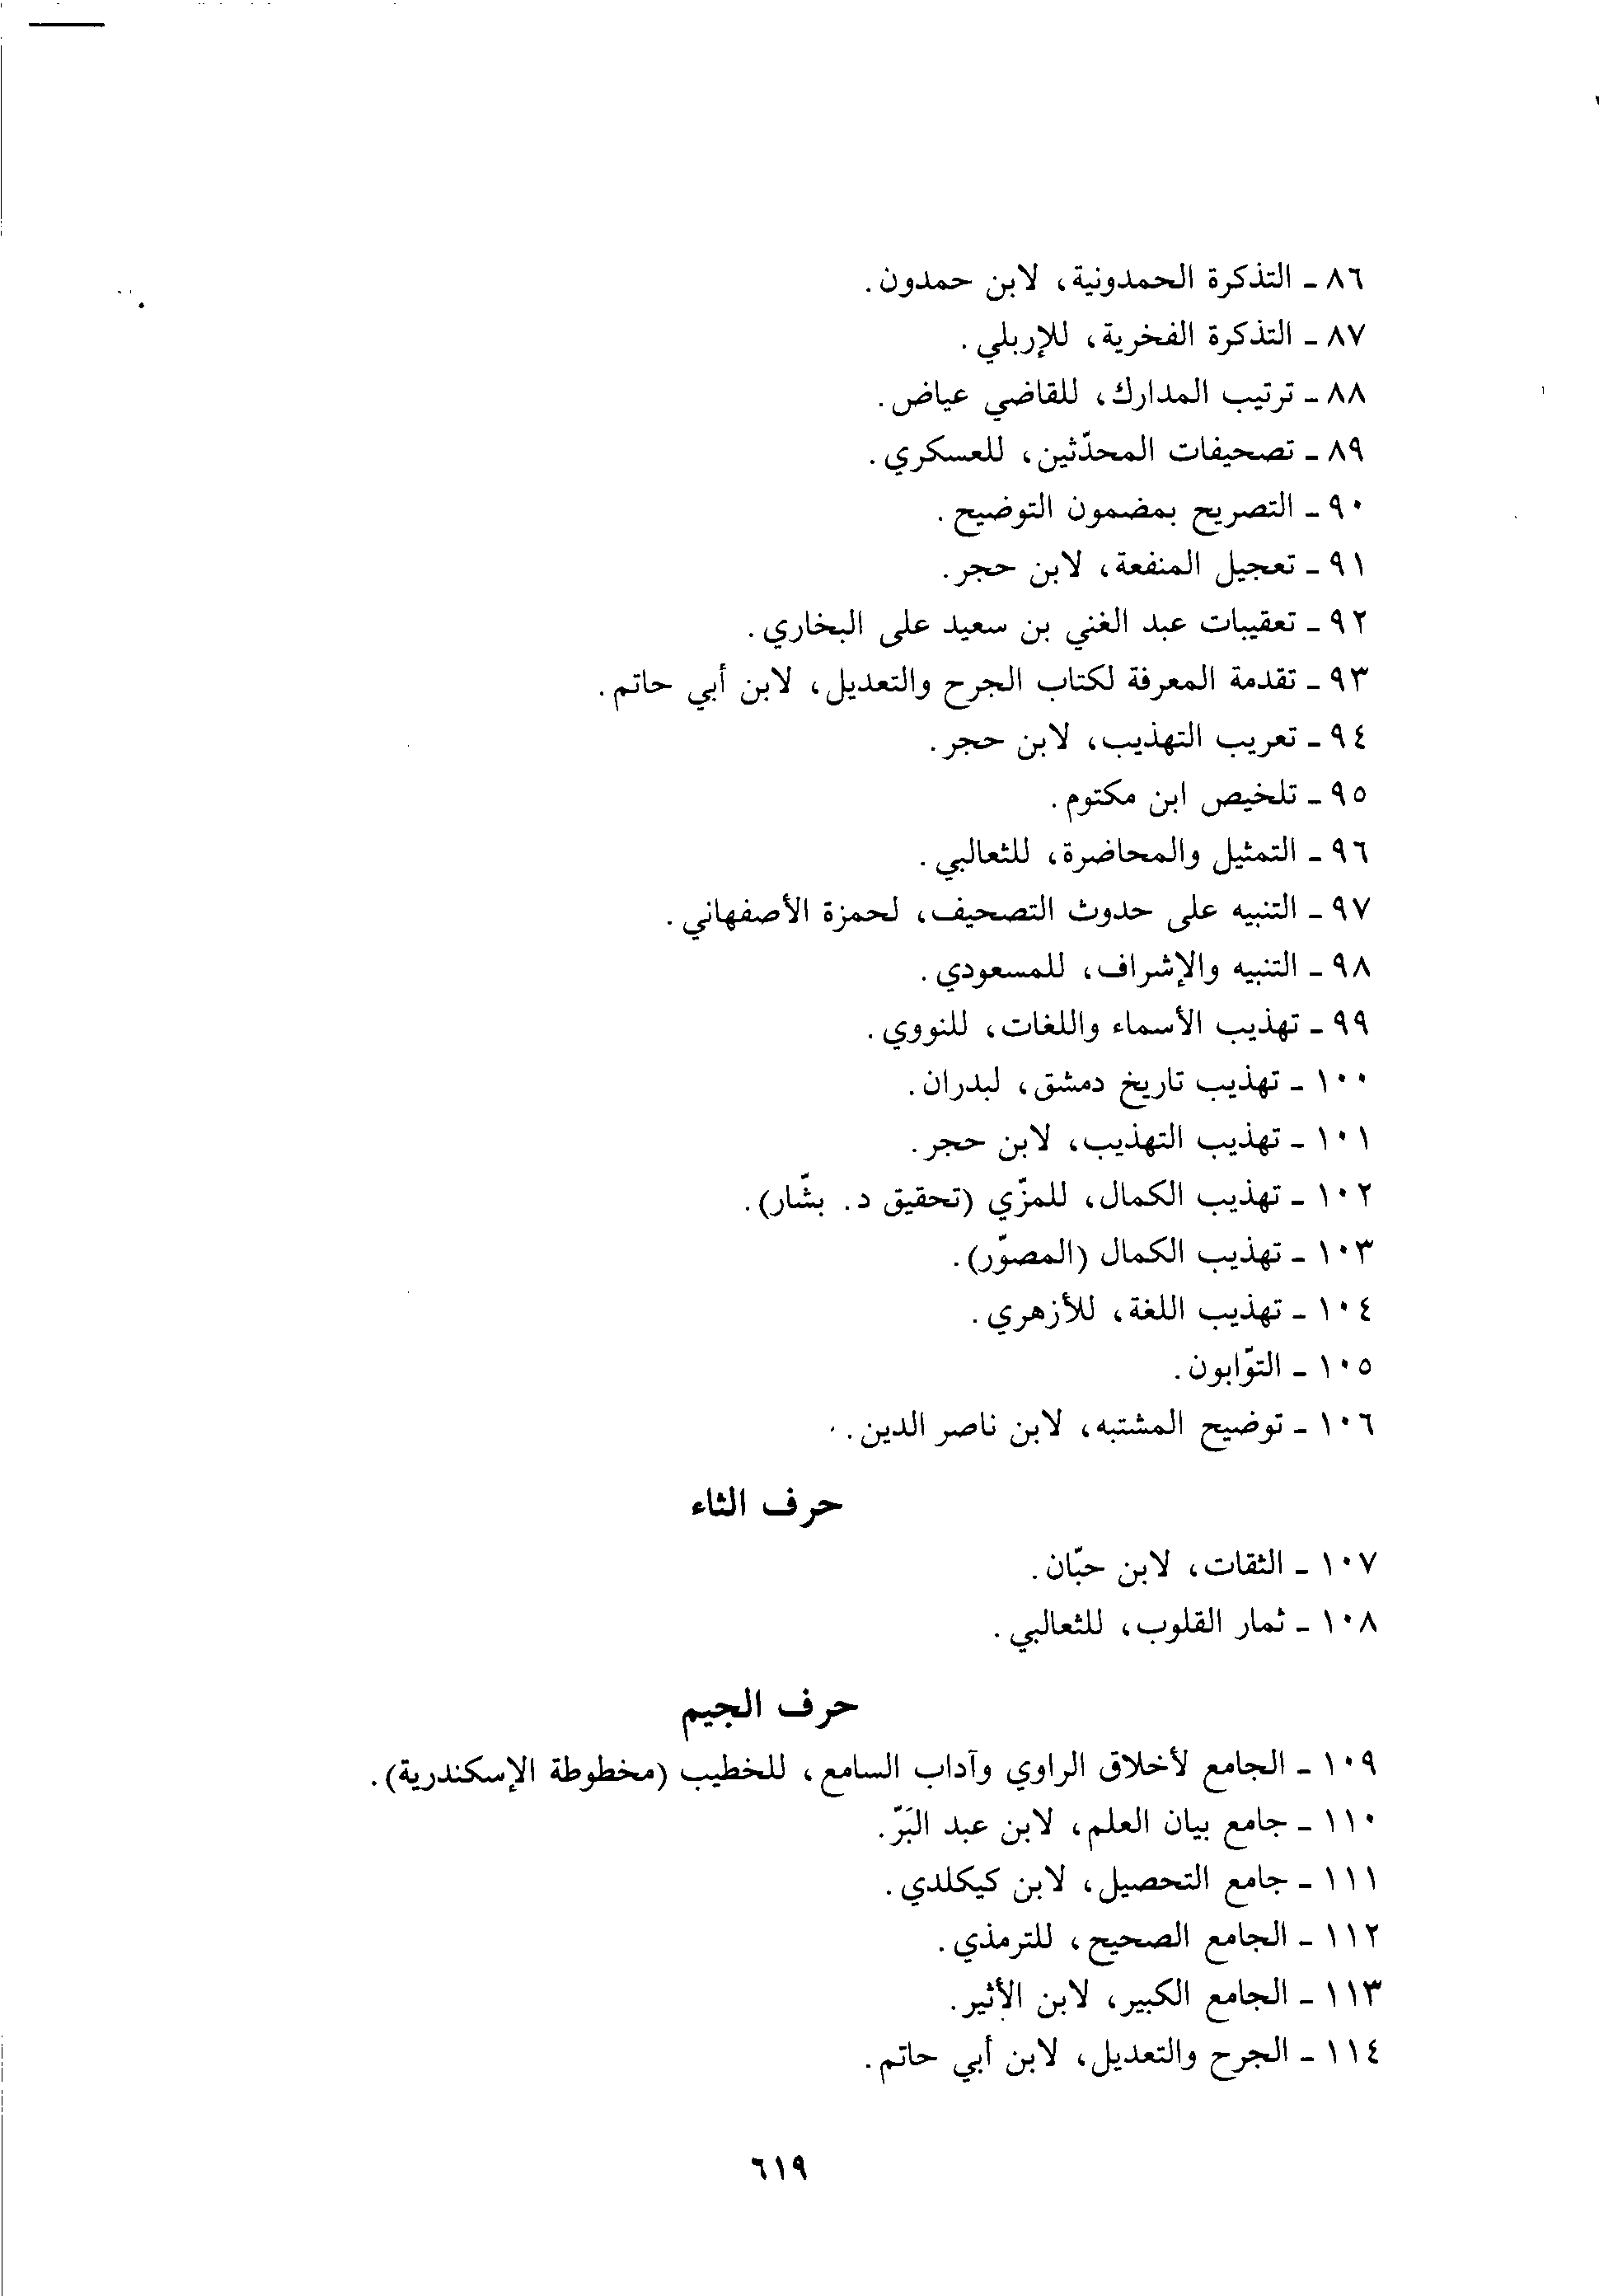 ٨٦ - التذكرة الحمدونية، لابن حمدون.
٨٧ - التذكرة الفخرية، للإربلي.
٨٨ - ترتيب المدارك، للقاضي عياض.
٨٩ - تصحيفات المحدّثين، للعسكري.
٩٠ - التصريح بمضمون التوضيح.
٩١ - تعجيل المنفعة، لابن حجر.
٩٢ - تعقيبات عبد الغني بن سعيد على البخاري.
٩٣ - تقدمة المعرفة لكتاب الجرح والتعديل، لابن أبي حاتم.
٩٤ - تعريب التهذيب، لابن حجر.
٩٥ - تلخيص ابن مكتوم.
٩٦ - التمثيل والمحاضرة، للثعالبي.
٩٧ - التنبيه على حدوث التصحيف، لحمزة الأصفهاني.
٩٨ - التنبيه والإشراف، للمسعودي.
٩٩ - تهذيب الأسماء واللغات، للنووي.
١٠٠ - تهذيب تاريخ دمشق، لبدران.
١٠١ - تهذيب التهذيب، لابن حجر.
١٠٢ - تهذيب الكمال، للمزّي (تحقيق د. بشّار).
١٠٣ - تهذيب الكمال (المصوّر).
١٠٤ - تهذيب اللغة، للأزهري.
١٠٥ - التوّابون.
١٠٦ - توضيح المشتبه، لابن ناصر الدين.
حرف الثاء
١٠٧ - الثقات، لابن حبّان.
١٠٨ - ثمار القلوب، للثعالبي.
حرف الجيم
١٠٩ - الجامع لأخلاق الراوي وآداب السامع، للخطيب (مخطوطة الإسكندرية).
١١٠ - جامع بيان العلم، لابن عبد البَرّ.
١١١ - جامع التحصيل، لابن كيكلدي.
١١٢ - الجامع الصحيح، للترمذي.
١١٣ - الجامع الكبير، لابن الأثير.
١١٤ - الجرح والتعديل، لابن أبي حاتم.
٦١٩